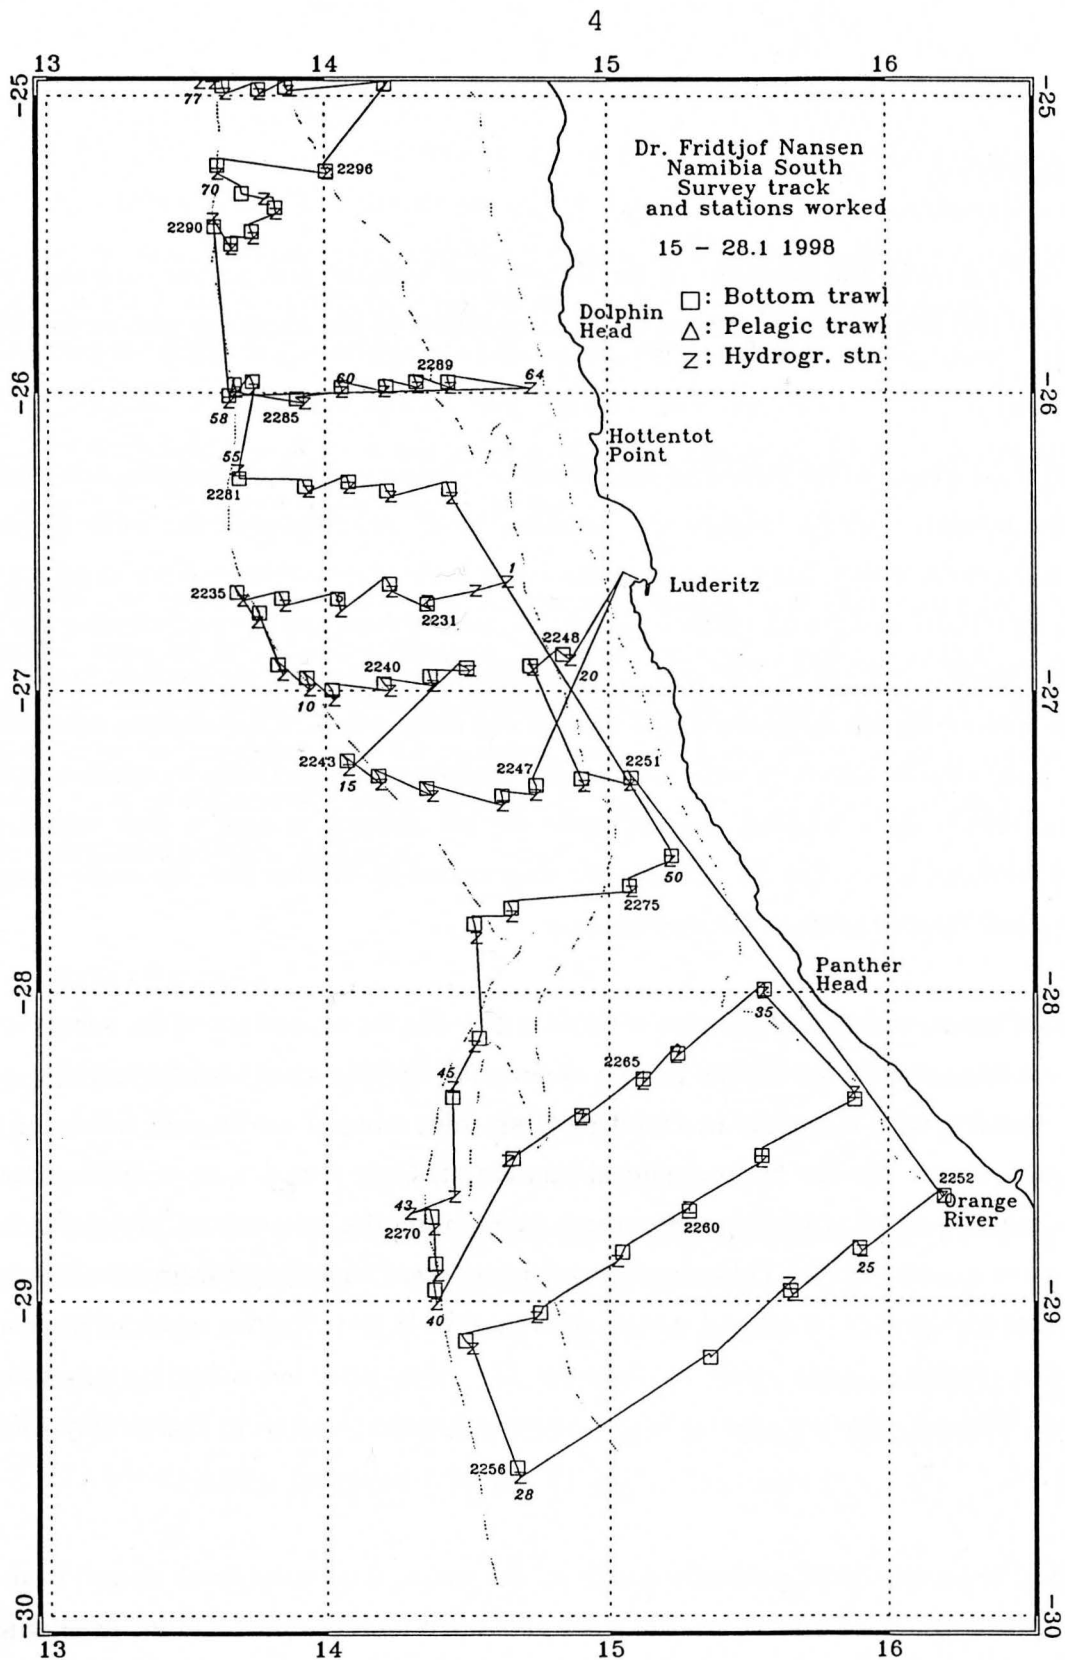 4
13 14 15 16
-25 -25
77
Dr. Fridtjof Nansen
Namibia South
Survey track
and stations worked
15 - 28.1 1998
2296
70
2290
□: Bottom trawl
△: Pelagic trawl
Z: Hydrogr. stn
Dolphin
Head
2289
60 64
-26 -26
58 2285
Hottentot
Point
55
2281
1
Luderitz
2235
5
2231
2248
2240 20
-27 -27
10
2243 2247 2251
15
50
2275
Panther
Head
-28 -28
35
2265
45
2252
43 Orange
River
2270 2260
25
-29 -29
40
2256
28
-30 -30
13 14 15 16